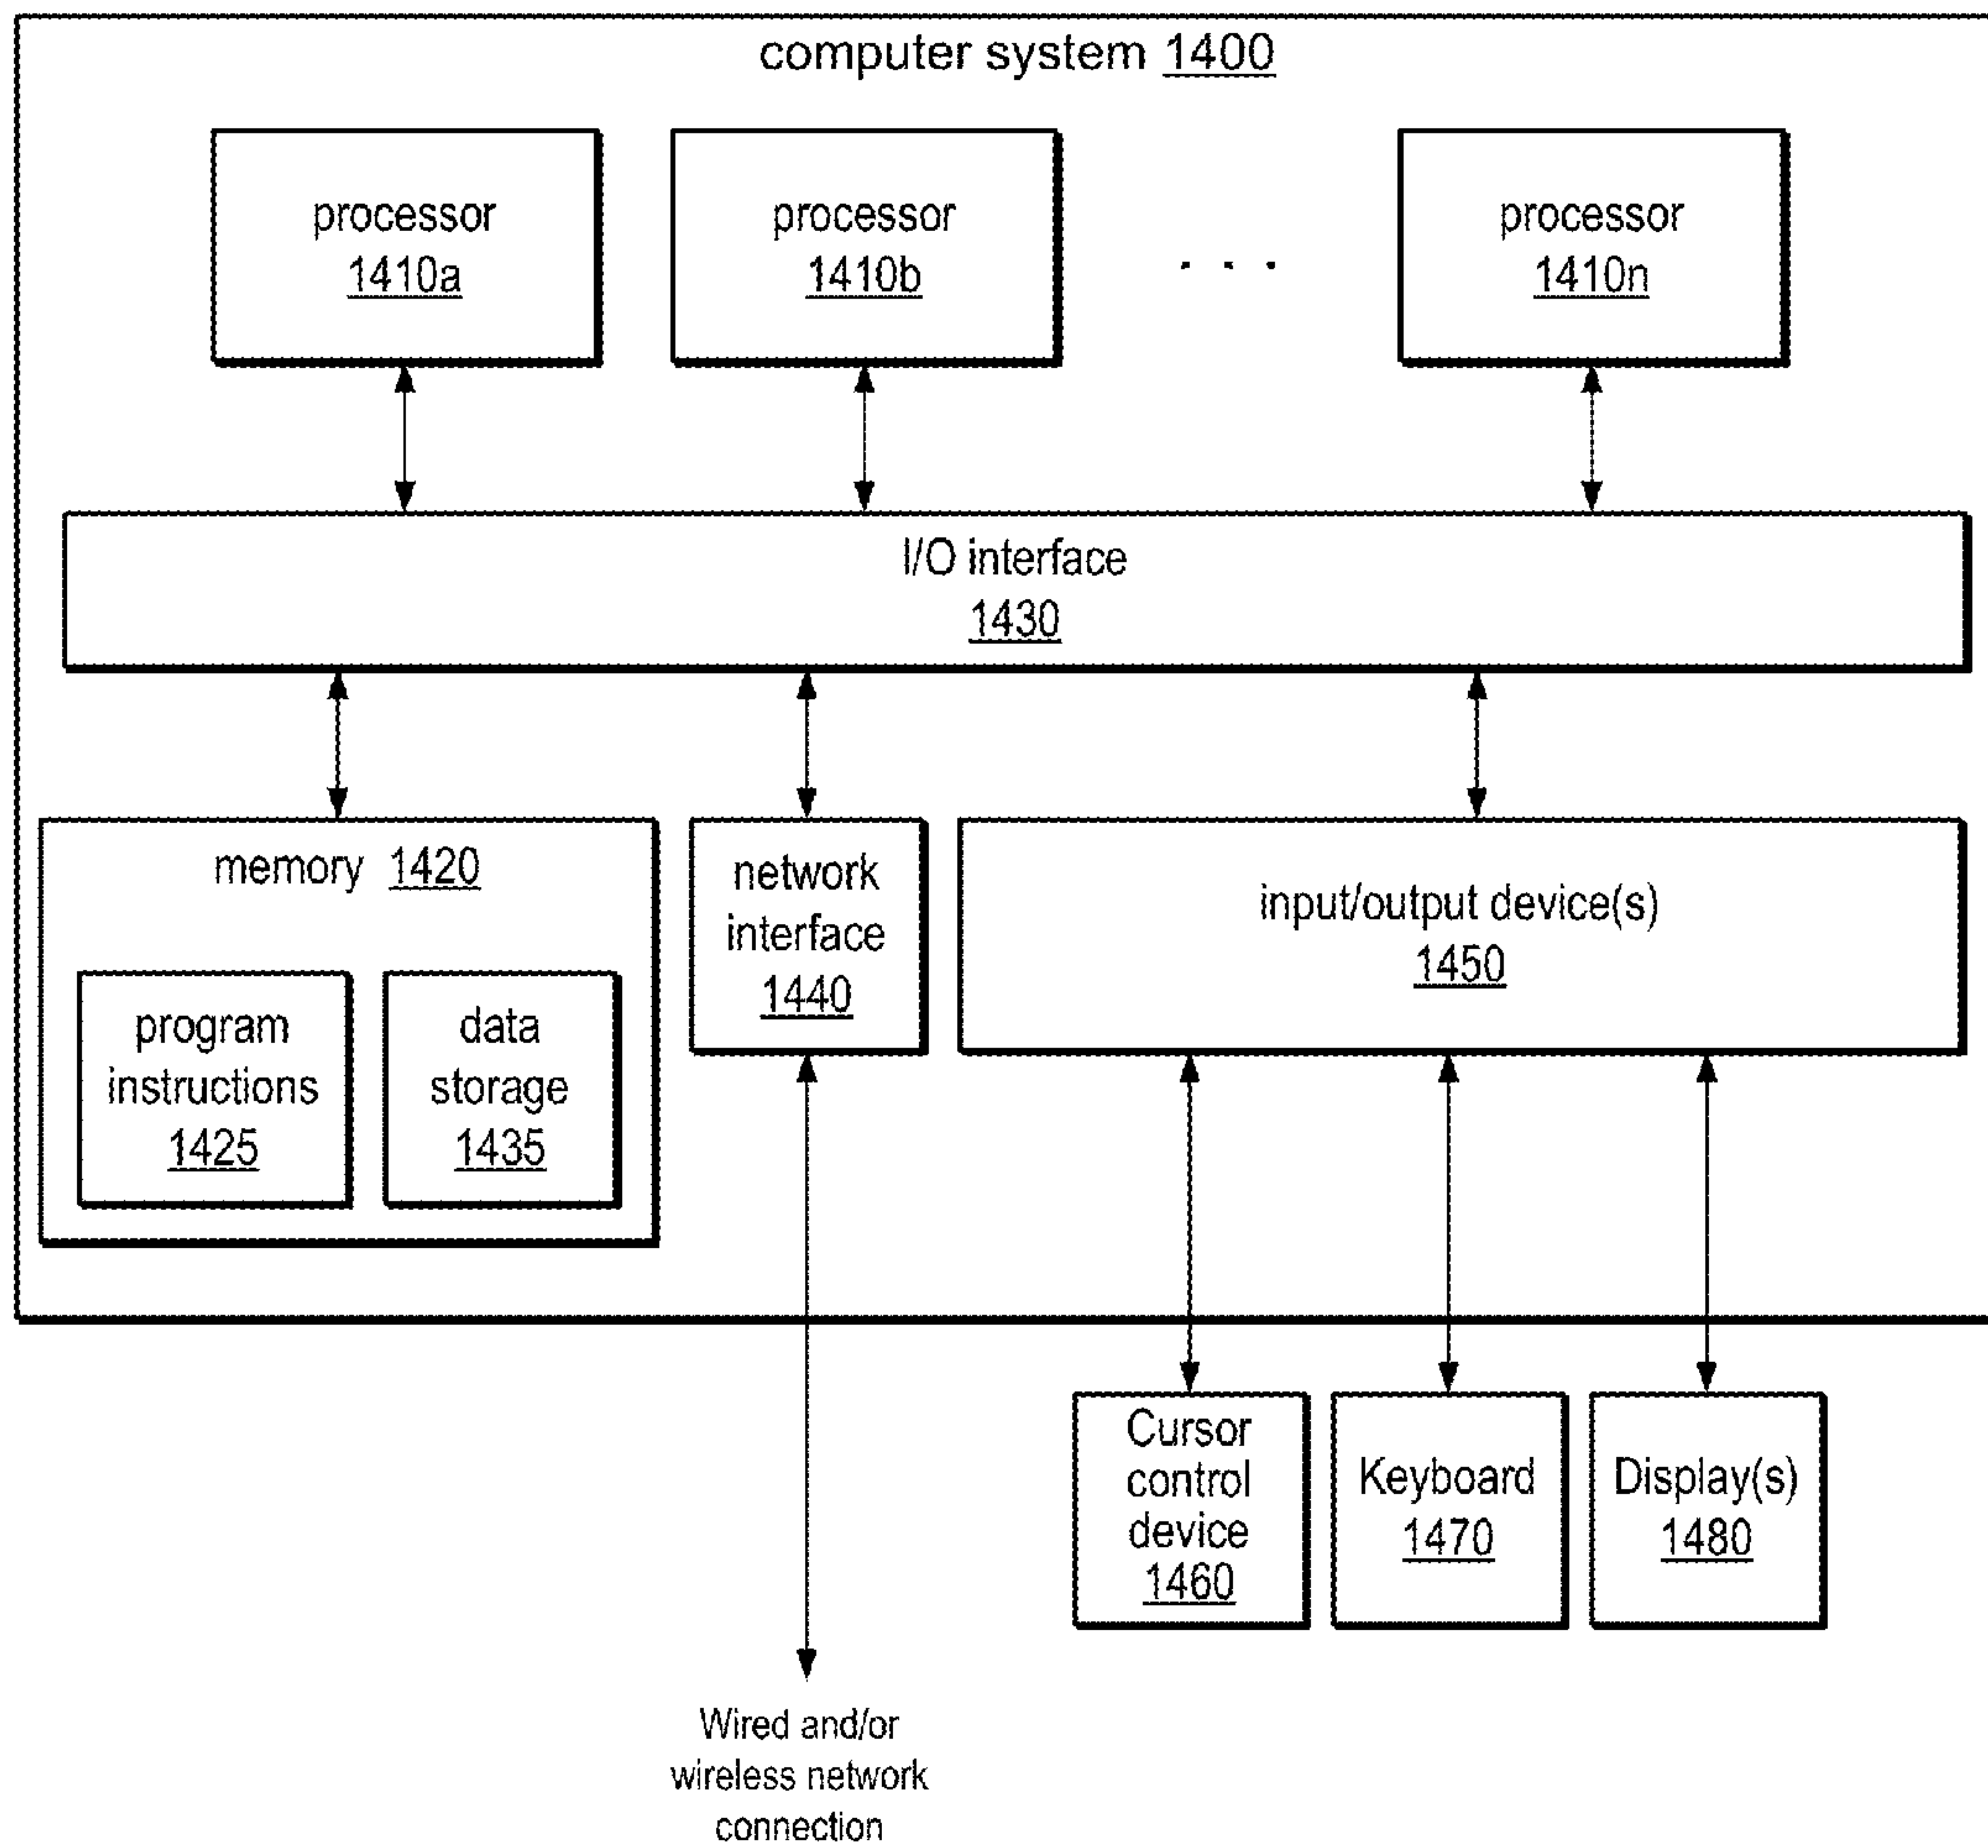 computer system 1400
processor
1410a
processor
1410b
. . .
processor
1410n
I/O interface
1430
memory 1420
program
instructions
1425
data
storage
1435
network
interface
1440
input/output device(s)
1450
Cursor
control
device
1460
Keyboard
1470
Display(s)
1480
Wired and/or
wireless network
connection